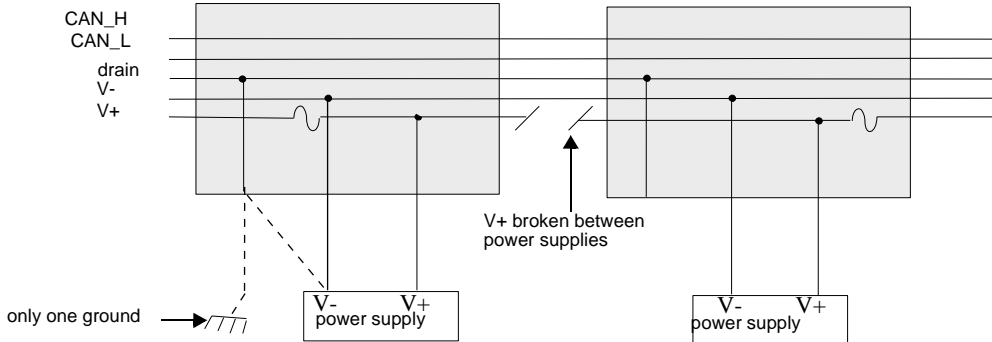 CAN_H
CAN_L
drain
V-
V+
V+ broken between
power supplies
only one ground
V- V+
power supply
V- V+
power supply